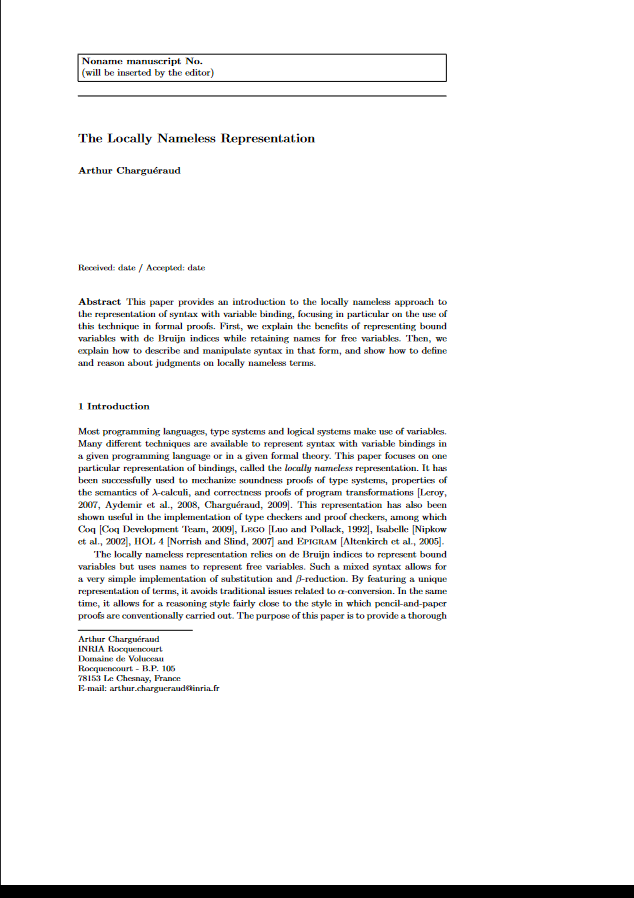 Noname manuscript No.
(will be inserted by the editor)
The Locally Nameless Representation
Arthur Charguéraud
Received: date / Accepted: date
Abstract This paper provides an introduction to the locally nameless approach to
the representation of syntax with variable binding, focusing in particular on the use of
this technique in formal proofs. First, we explain the benefits of representing bound
variables with de Bruijn indices while retaining names for free variables. Then, we
explain how to describe and manipulate syntax in that form, and show how to define
and reason about judgments on locally nameless terms.
1 Introduction
Most programming languages, type systems and logical systems make use of variables.
Many different techniques are available to represent syntax with variable bindings in
a given programming language or in a given formal theory. This paper focuses on one
particular representation of bindings, called the locally nameless representation. It has
been successfully used to mechanize soundness proofs of type systems, properties of
the semantics of λ-calculi, and correctness proofs of program transformations [Leroy,
2007, Aydemir et al., 2008, Charguéraud, 2009]. This representation has also been
shown useful in the implementation of type checkers and proof checkers, among which
Coq [Coq Development Team, 2009], Lego [Luo and Pollack, 1992], Isabelle [Nipkow
et al., 2002], HOL 4 [Norrish and Slind, 2007] and Epigram [Altenkirch et al., 2005].
The locally nameless representation relies on de Bruijn indices to represent bound
variables but uses names to represent free variables. Such a mixed syntax allows for
a very simple implementation of substitution and β-reduction. By featuring a unique
representation of terms, it avoids traditional issues related to α-conversion. In the same
time, it allows for a reasoning style fairly close to the style in which pencil-and-paper
proofs are conventionally carried out. The purpose of this paper is to provide a thorough
Arthur Charguéraud
INRIA Rocquencourt
Domaine de Voluceau
Rocquencourt - B.P. 105
78153 Le Chesnay, France
E-mail: arthur.chargueraud@inria.fr